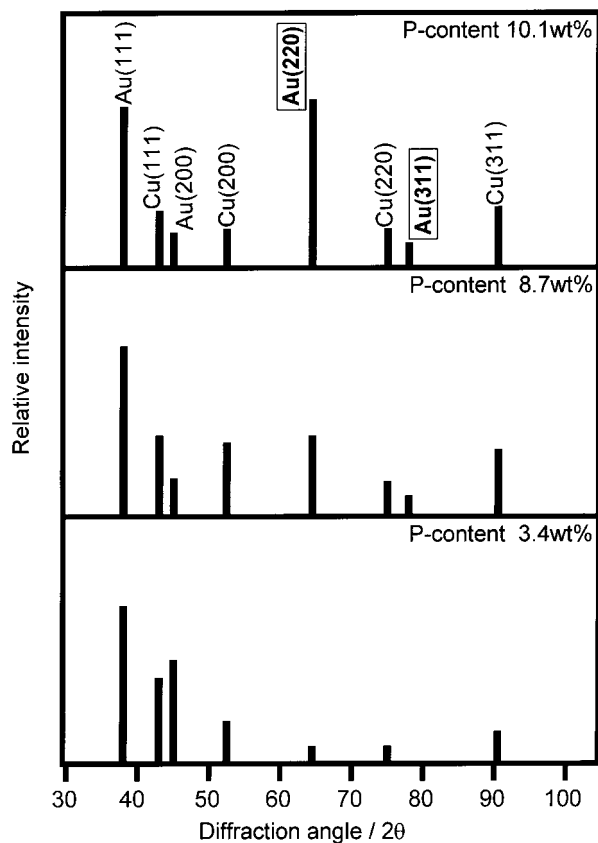 P-content 10.1wt%
Au(111)
Cu(111)
Au(200)
Cu(200)
Au(220)
Cu(220)
Au(311)
Cu(311)
P-content 8.7wt%
P-content 3.4wt%
Relative intensity
30 40 50 60 70 80 90 100
Diffraction angle / 2θ